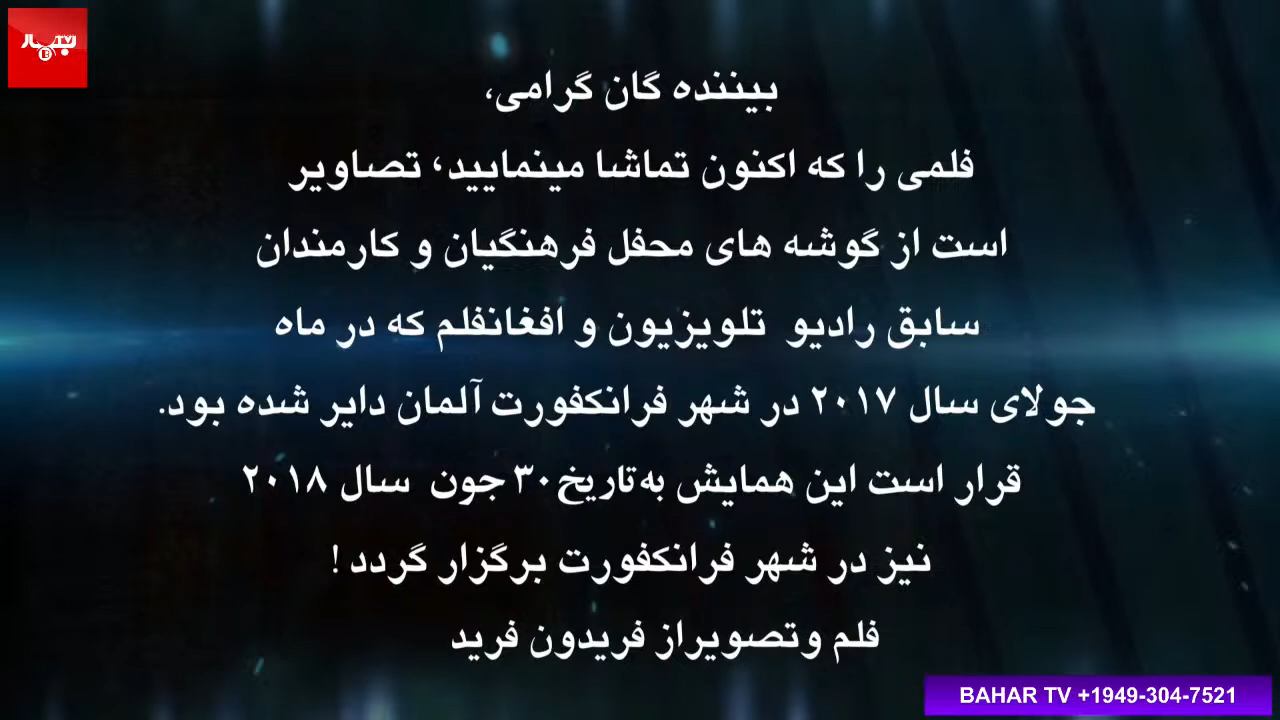 بهار TV
بیننده گان گرامی،
فلمی را که اکنون تماشا مینمایید، تصاویر
است از گوشه های محفل فرهنگیان و کارمندان
سابق رادیو تلویزیون و افغانفلم که در ماه
جولای سال ۲۰۱۷ در شهر فرانکفورت آلمان دایر شده بود.
قرار است این همایش به تاریخ ۳۰ جون سال ۲۰۱۸
نیز در شهر فرانکفورت برگزار گردد !
فلم وتصویراز فریدون فرید
BAHAR TV +1949-304-7521